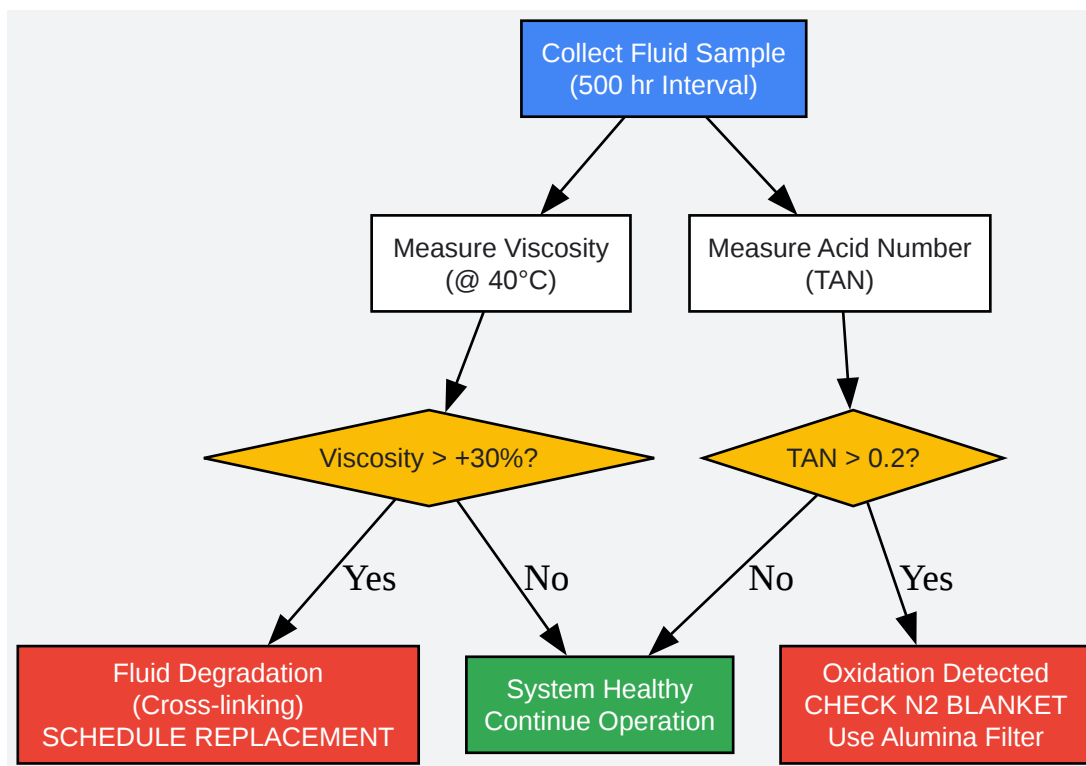 Collect Fluid Sample
(500 hr Interval)
Measure Viscosity
(@ 40°C)
Measure Acid Number
(TAN)
Viscosity > +30%?
TAN > 0.2?
Yes
No
No
Yes
Fluid Degradation
(Cross-linking)
SCHEDULE REPLACEMENT
System Healthy
Continue Operation
Oxidation Detected
CHECK N2 BLANKET
Use Alumina Filter